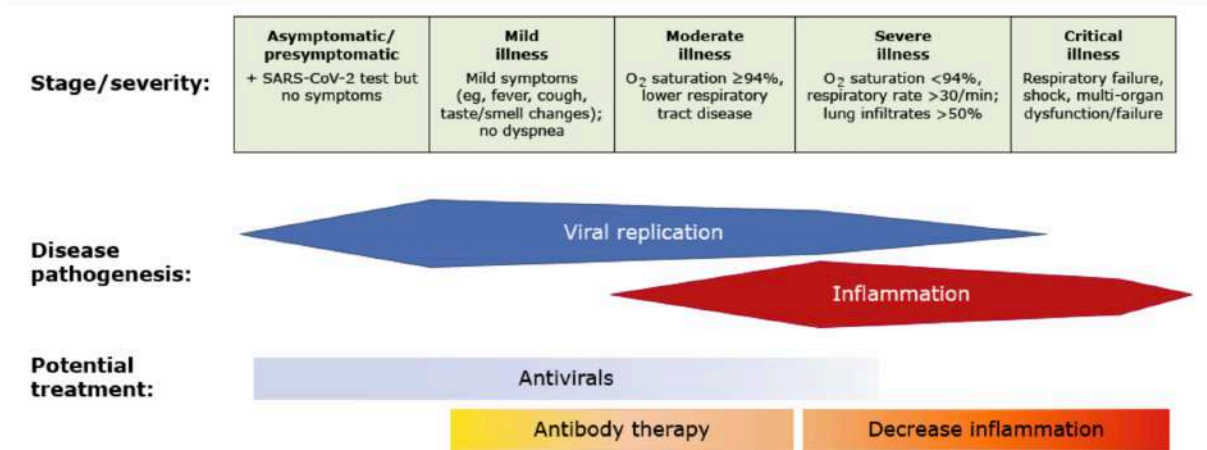 Stage/severity:
Asymptomatic/
presymptomatic
+ SARS-CoV-2 test but
no symptoms
Mild
illness
Mild symptoms
(eg, fever, cough,
taste/smell changes);
no dyspnea
Moderate
illness
O₂ saturation ≥94%,
lower respiratory
tract disease
Severe
illness
O₂ saturation <94%,
respiratory rate >30/min;
lung infiltrates >50%
Critical
illness
Respiratory failure,
shock, multi-organ
dysfunction/failure
Disease
pathogenesis:
Viral replication
Inflammation
Potential
treatment:
Antivirals
Antibody therapy
Decrease inflammation